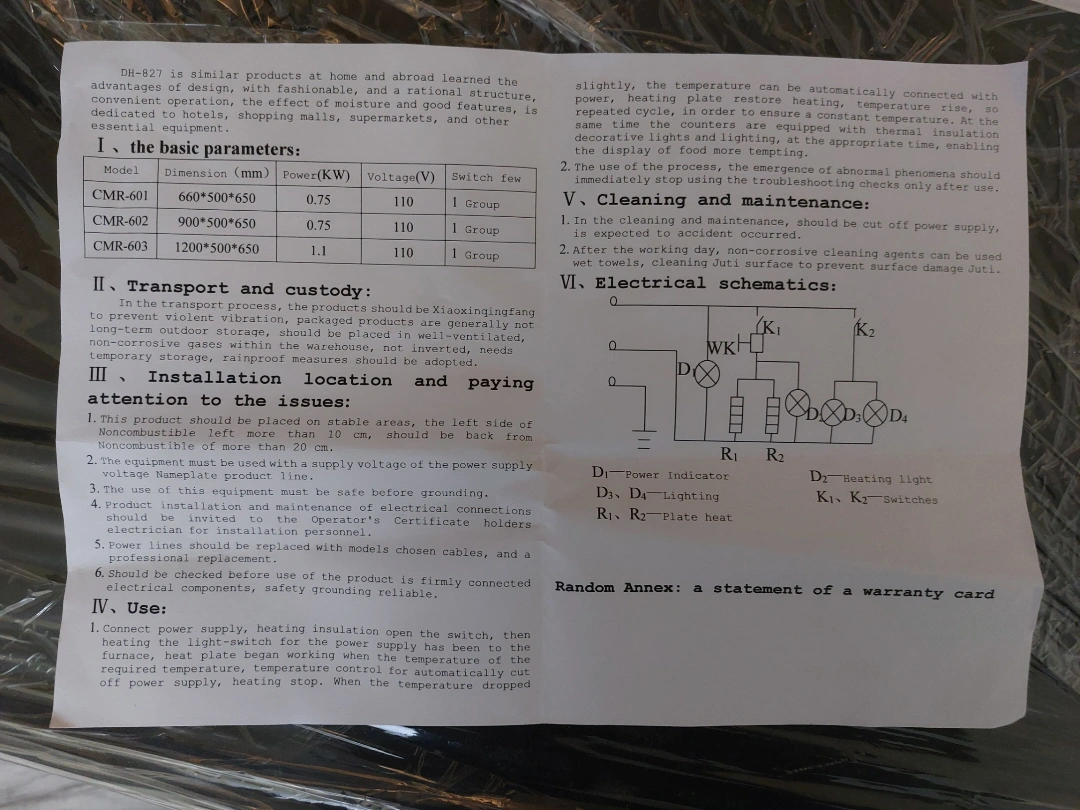 DH-827 is similar products at home and abroad learned the
advantages of design, with fashionable, and a rational structure,
convenient operation, the effect of moisture and good features, is
dedicated to hotels, shopping malls, supermarkets, and other
essential equipment.
Ⅰ、the basic parameters:
Model Dimension (mm) Power(KW) Voltage(V) Switch few
CMR-601 660*500*650 0.75 110 1 Group
CMR-602 900*500*650 0.75 110 1 Group
CMR-603 1200*500*650 1.1 110 1 Group
Ⅱ、Transport and custody:
In the transport process, the products should be Xiaoxinqingfang
to prevent violent vibration, packaged products are generally not
long-term outdoor storage, should be placed in well-ventilated,
non-corrosive gases within the warehouse, not inverted, needs
temporary storage, rainproof measures should be adopted.
Ⅲ、Installation location and paying
attention to the issues:
1. This product should be placed on stable areas, the left side of
Noncombustible left more than 10 cm, should be back from
Noncombustible of more than 20 cm.
2. The equipment must be used with a supply voltage of the power supply
voltage Nameplate product line.
3. The use of this equipment must be safe before grounding.
4. Product installation and maintenance of electrical connections
should be invited to the Operator's Certificate holders
electrician for installation personnel.
5. Power lines should be replaced with models chosen cables, and a
professional replacement.
6. Should be checked before use of the product is firmly connected
electrical components, safety grounding reliable.
Ⅳ、Use:
1. Connect power supply, heating insulation open the switch, then
heating the light-switch for the power supply has been to the
furnace, heat plate began working when the temperature of the
required temperature, temperature control for automatically cut
off power supply, heating stop. When the temperature dropped
slightly, the temperature can be automatically connected with
power, heating plate restore heating, temperature rise, so
repeated cycle, in order to ensure a constant temperature. At the
same time the counters are equipped with thermal insulation
decorative lights and lighting, at the appropriate time, enabling
the display of food more tempting.
2. The use of the process, the emergence of abnormal phenomena should
immediately stop using the troubleshooting checks only after use.
Ⅴ、Cleaning and maintenance:
1. In the cleaning and maintenance, should be cut off power supply,
is expected to accident occurred.
2. After the working day, non-corrosive cleaning agents can be used
wet towels, cleaning Juti surface to prevent surface damage Juti.
Ⅵ、Electrical schematics:
K1 K2
WK
D1
D2 D3 D4
R1 R2
D1—Power Indicator D2—Heating light
D3、D4—Lighting K1、K2—Switches
R1、R2—Plate heat
Random Annex: a statement of a warranty card